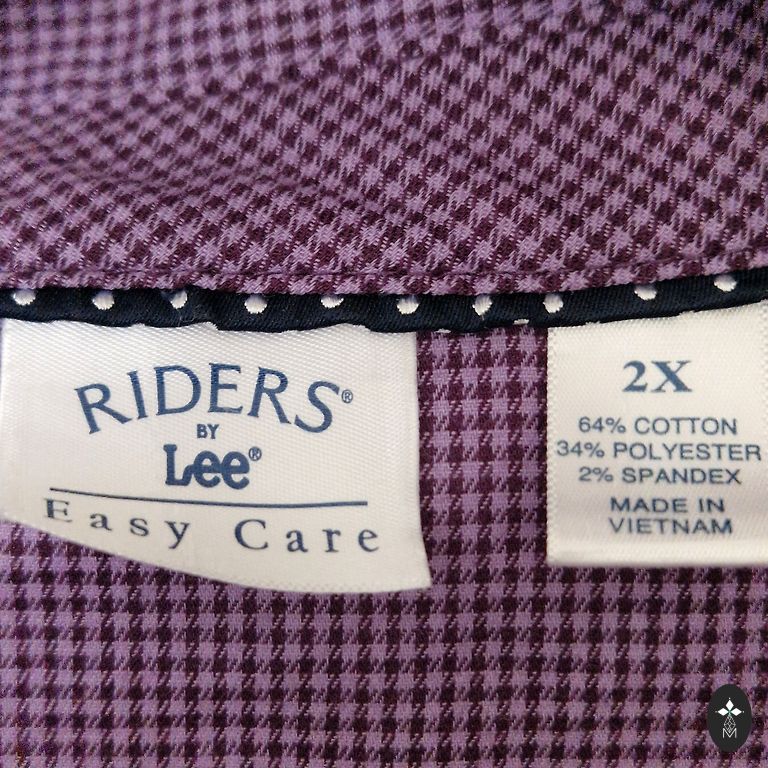 RIDERS®
BY
Lee®
Easy Care
2X
64% COTTON
34% POLYESTER
2% SPANDEX
MADE IN
VIETNAM
M